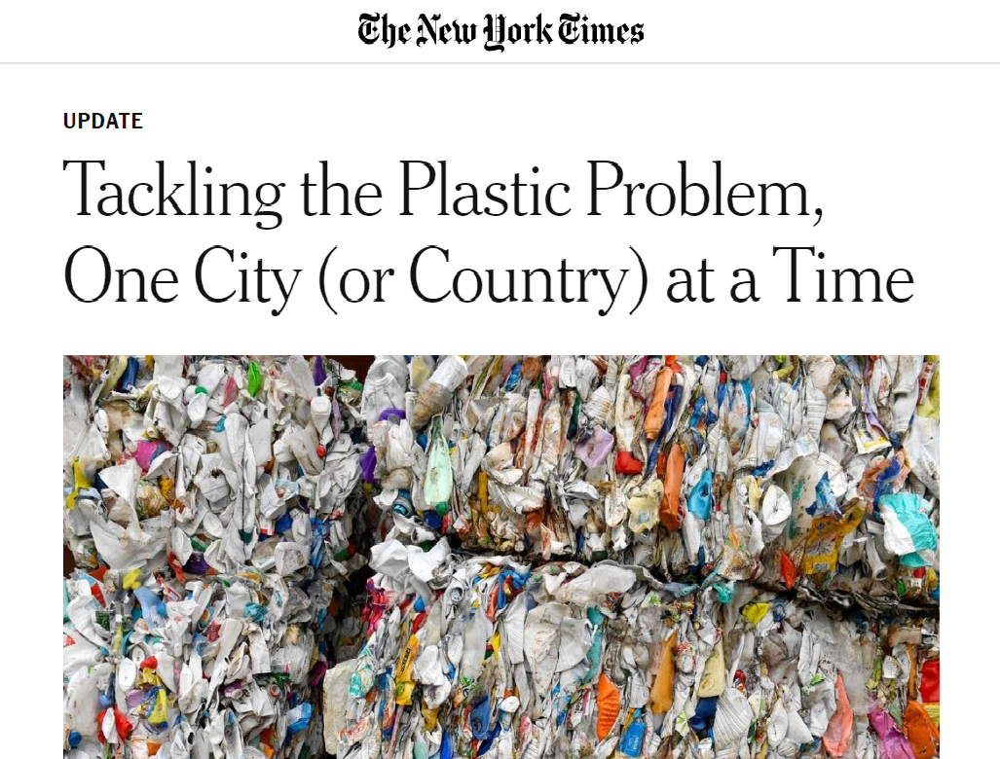 The New York Times
UPDATE
Tackling the Plastic Problem,
One City (or Country) at a Time